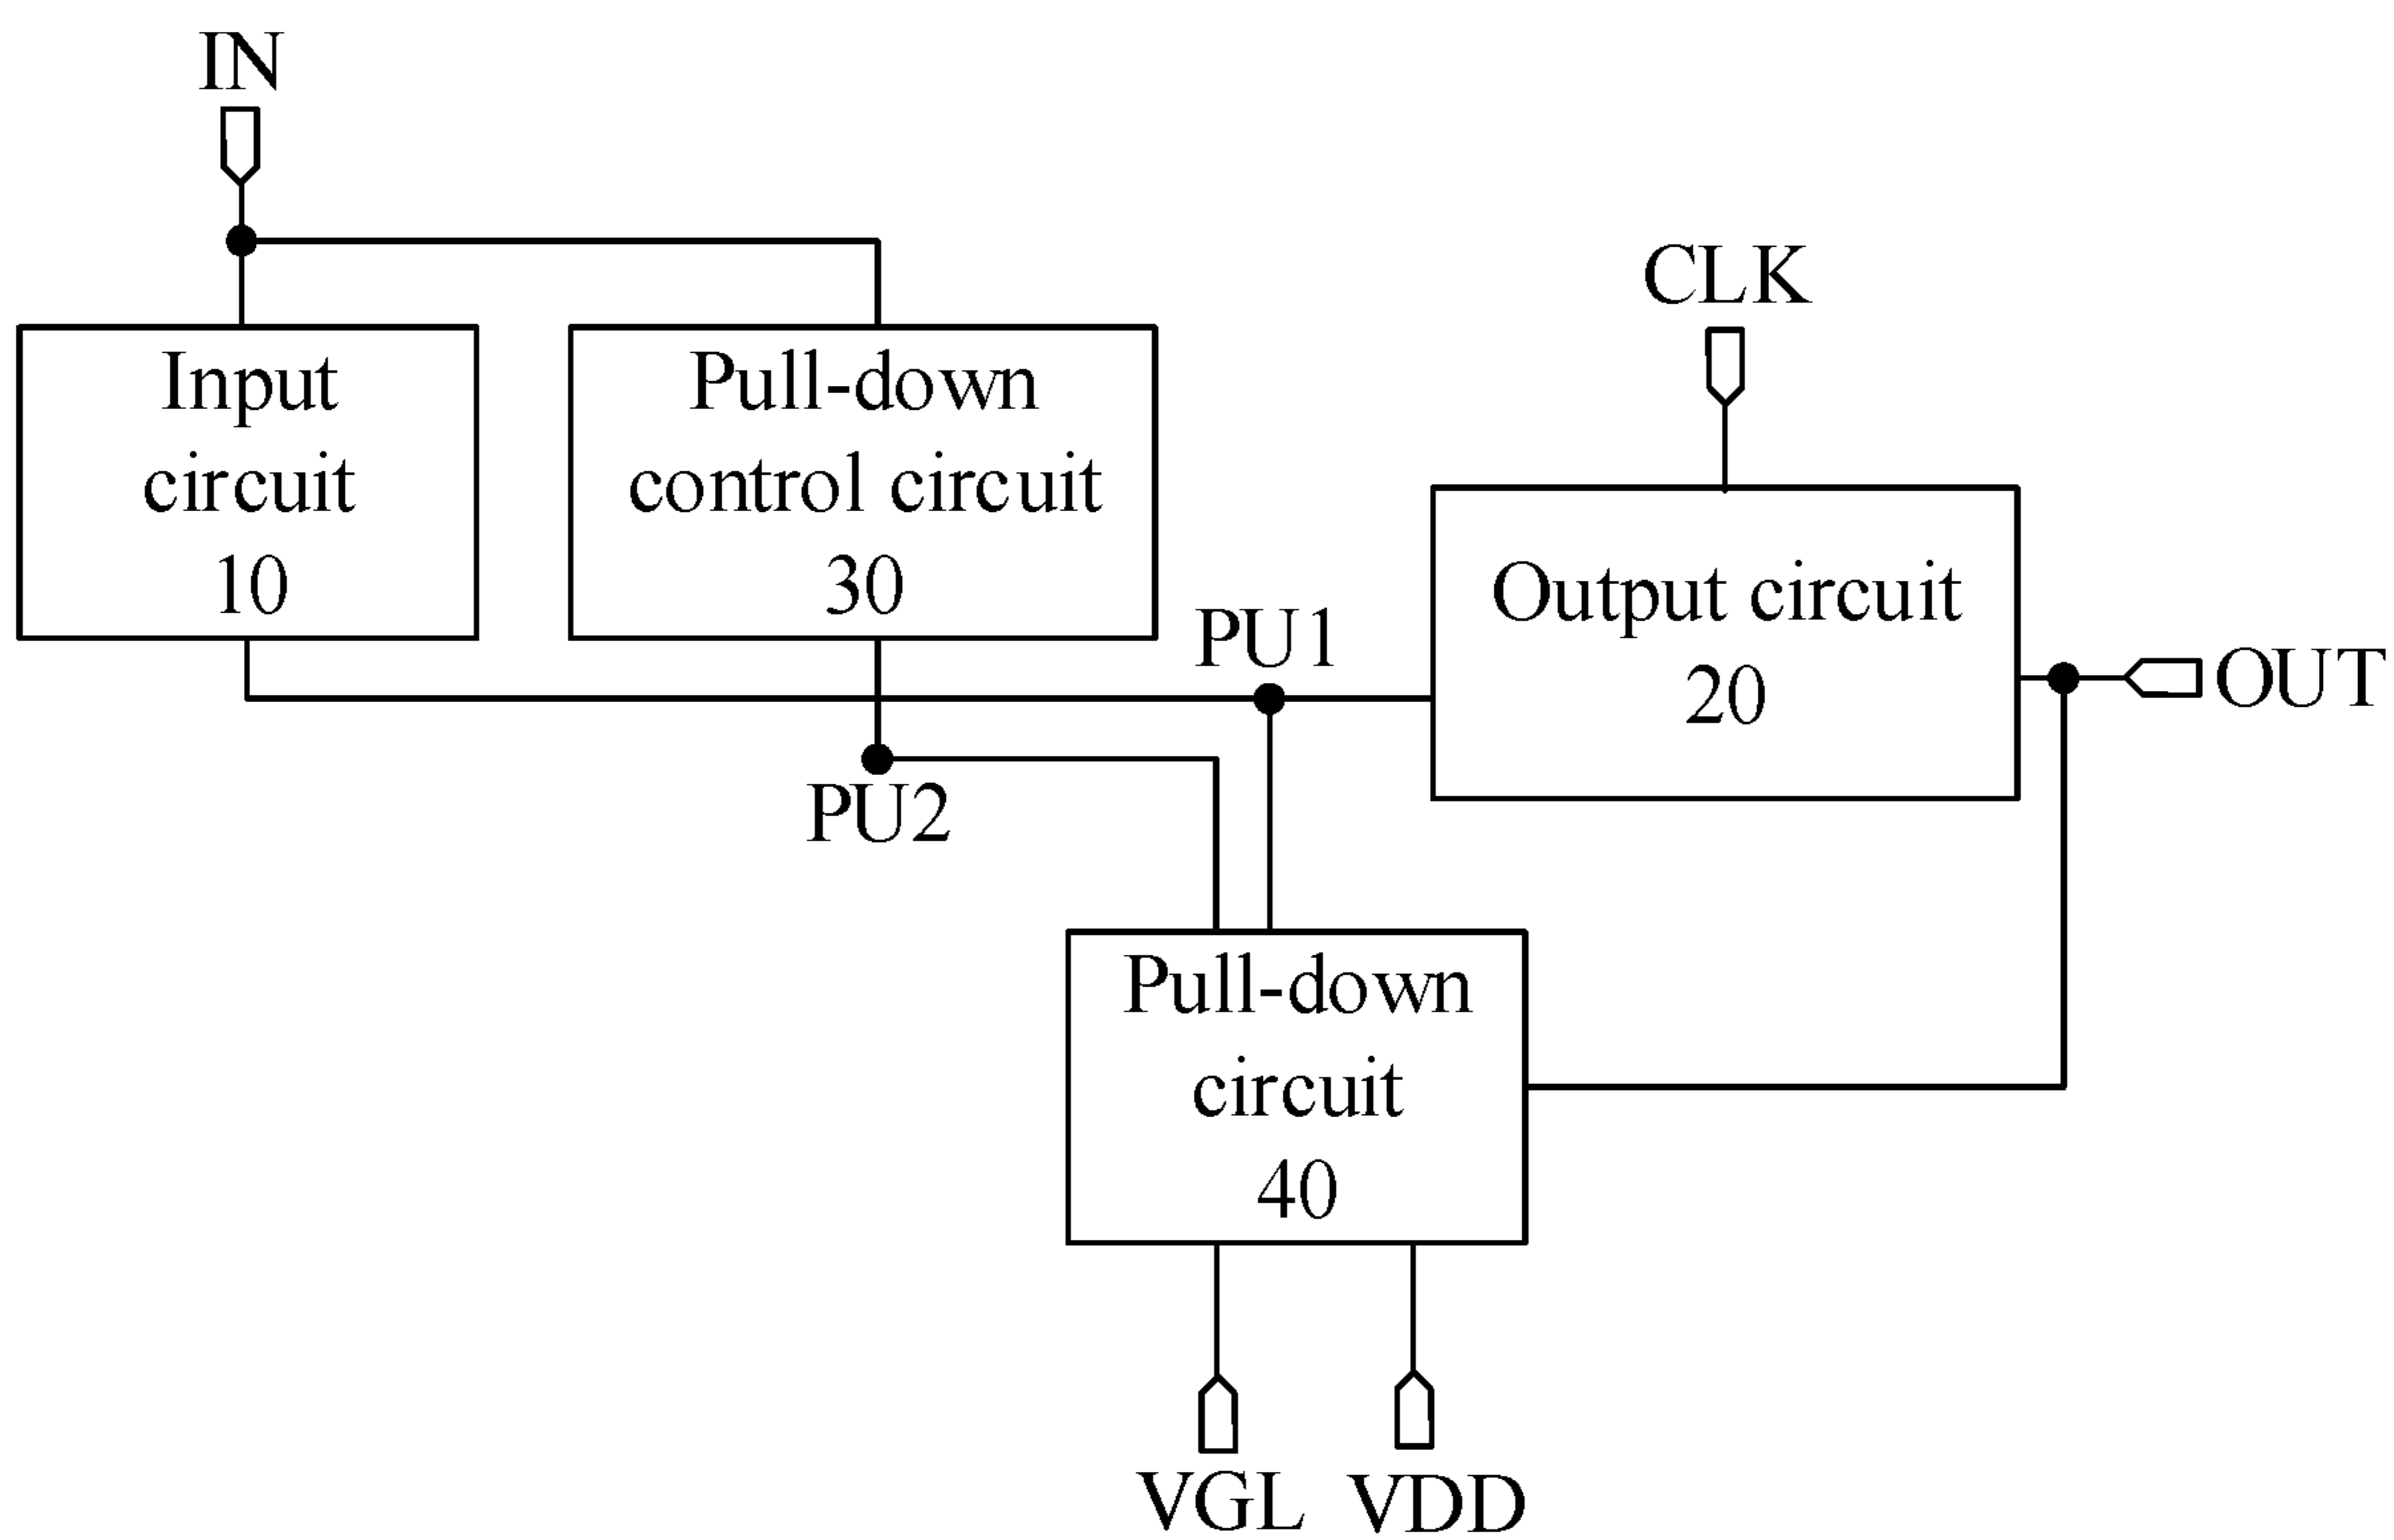 IN
CLK
Input
circuit
10
Pull-down
control circuit
30
Output circuit
20
PU1
OUT
PU2
Pull-down
circuit
40
VGL
VDD